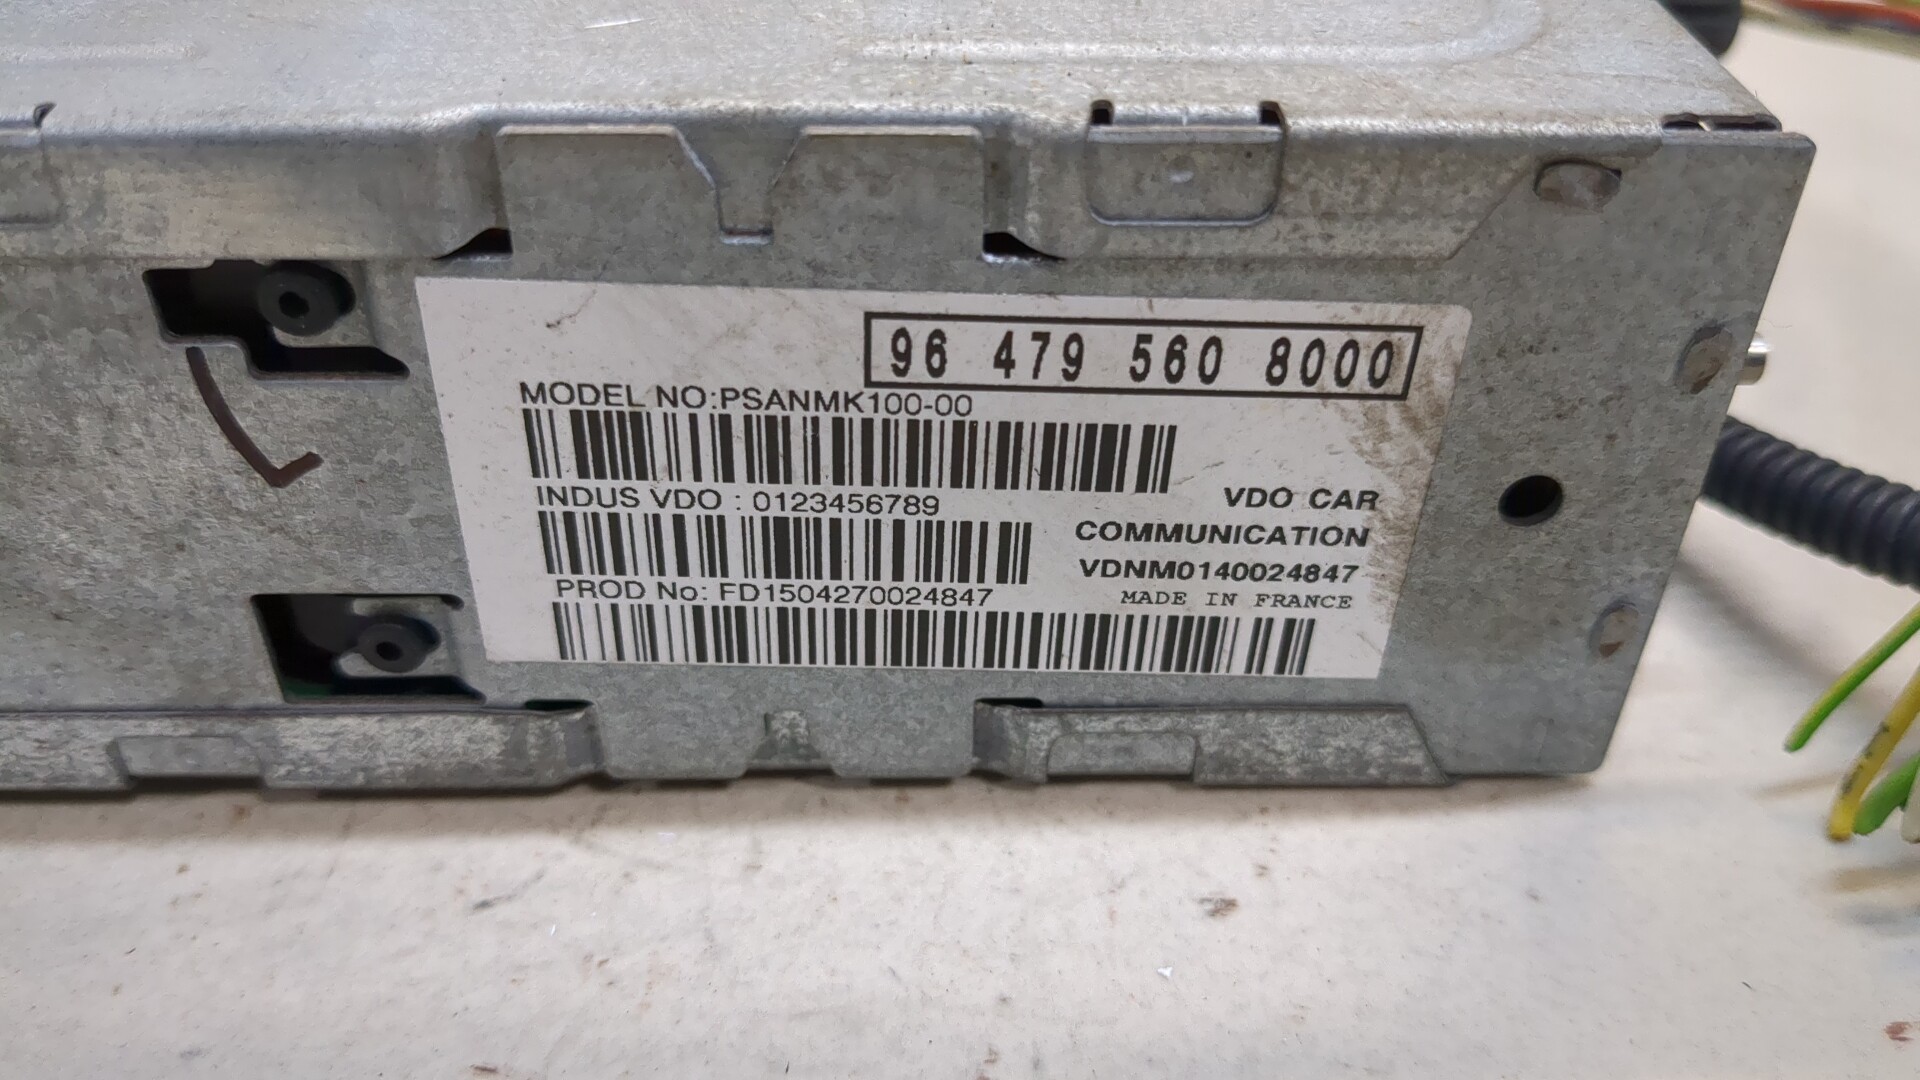 96 479 560 8000
MODEL NO:PSANMK100-00
INDUS VDO : 0123456789
VDO CAR
COMMUNICATION
VDNM0140024847
PROD No: FD1504270024847
MADE IN FRANCE